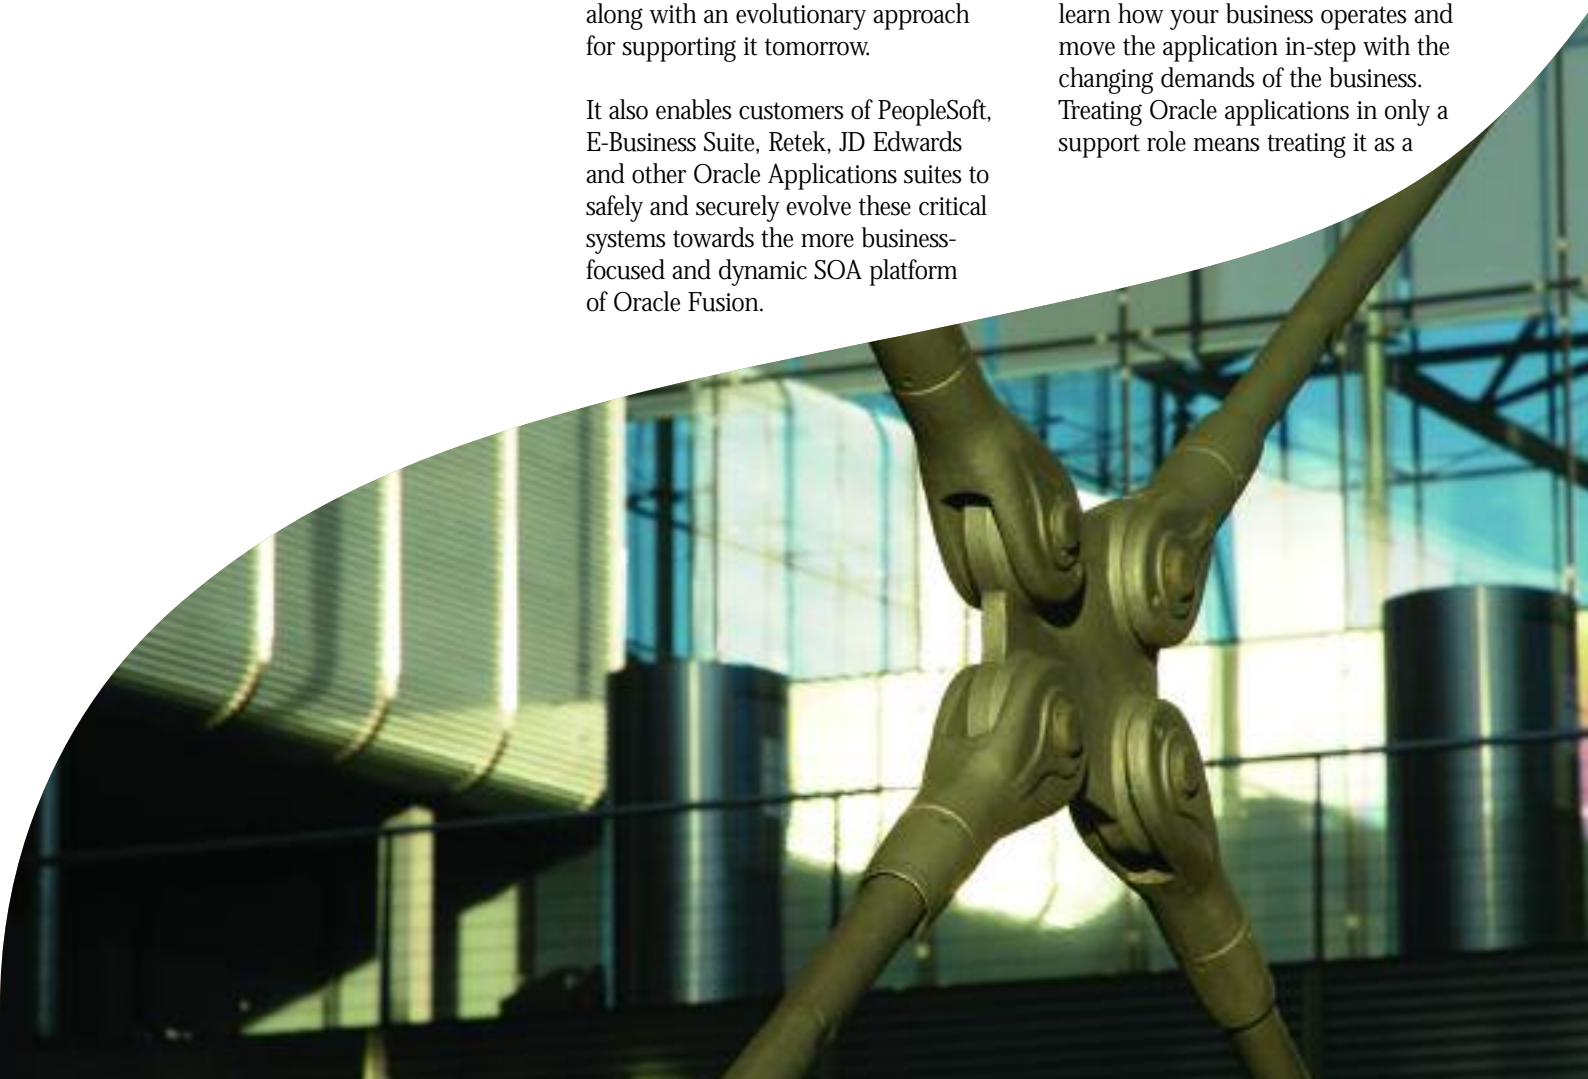 along with an evolutionary approach
for supporting it tomorrow.
It also enables customers of PeopleSoft,
E-Business Suite, Retek, JD Edwards
and other Oracle Applications suites to
safely and securely evolve these critical
systems towards the more business-
focused and dynamic SOA platform
of Oracle Fusion.
learn how your business operates and
move the application in-step with the
changing demands of the business.
Treating Oracle applications in only a
support role means treating it as a